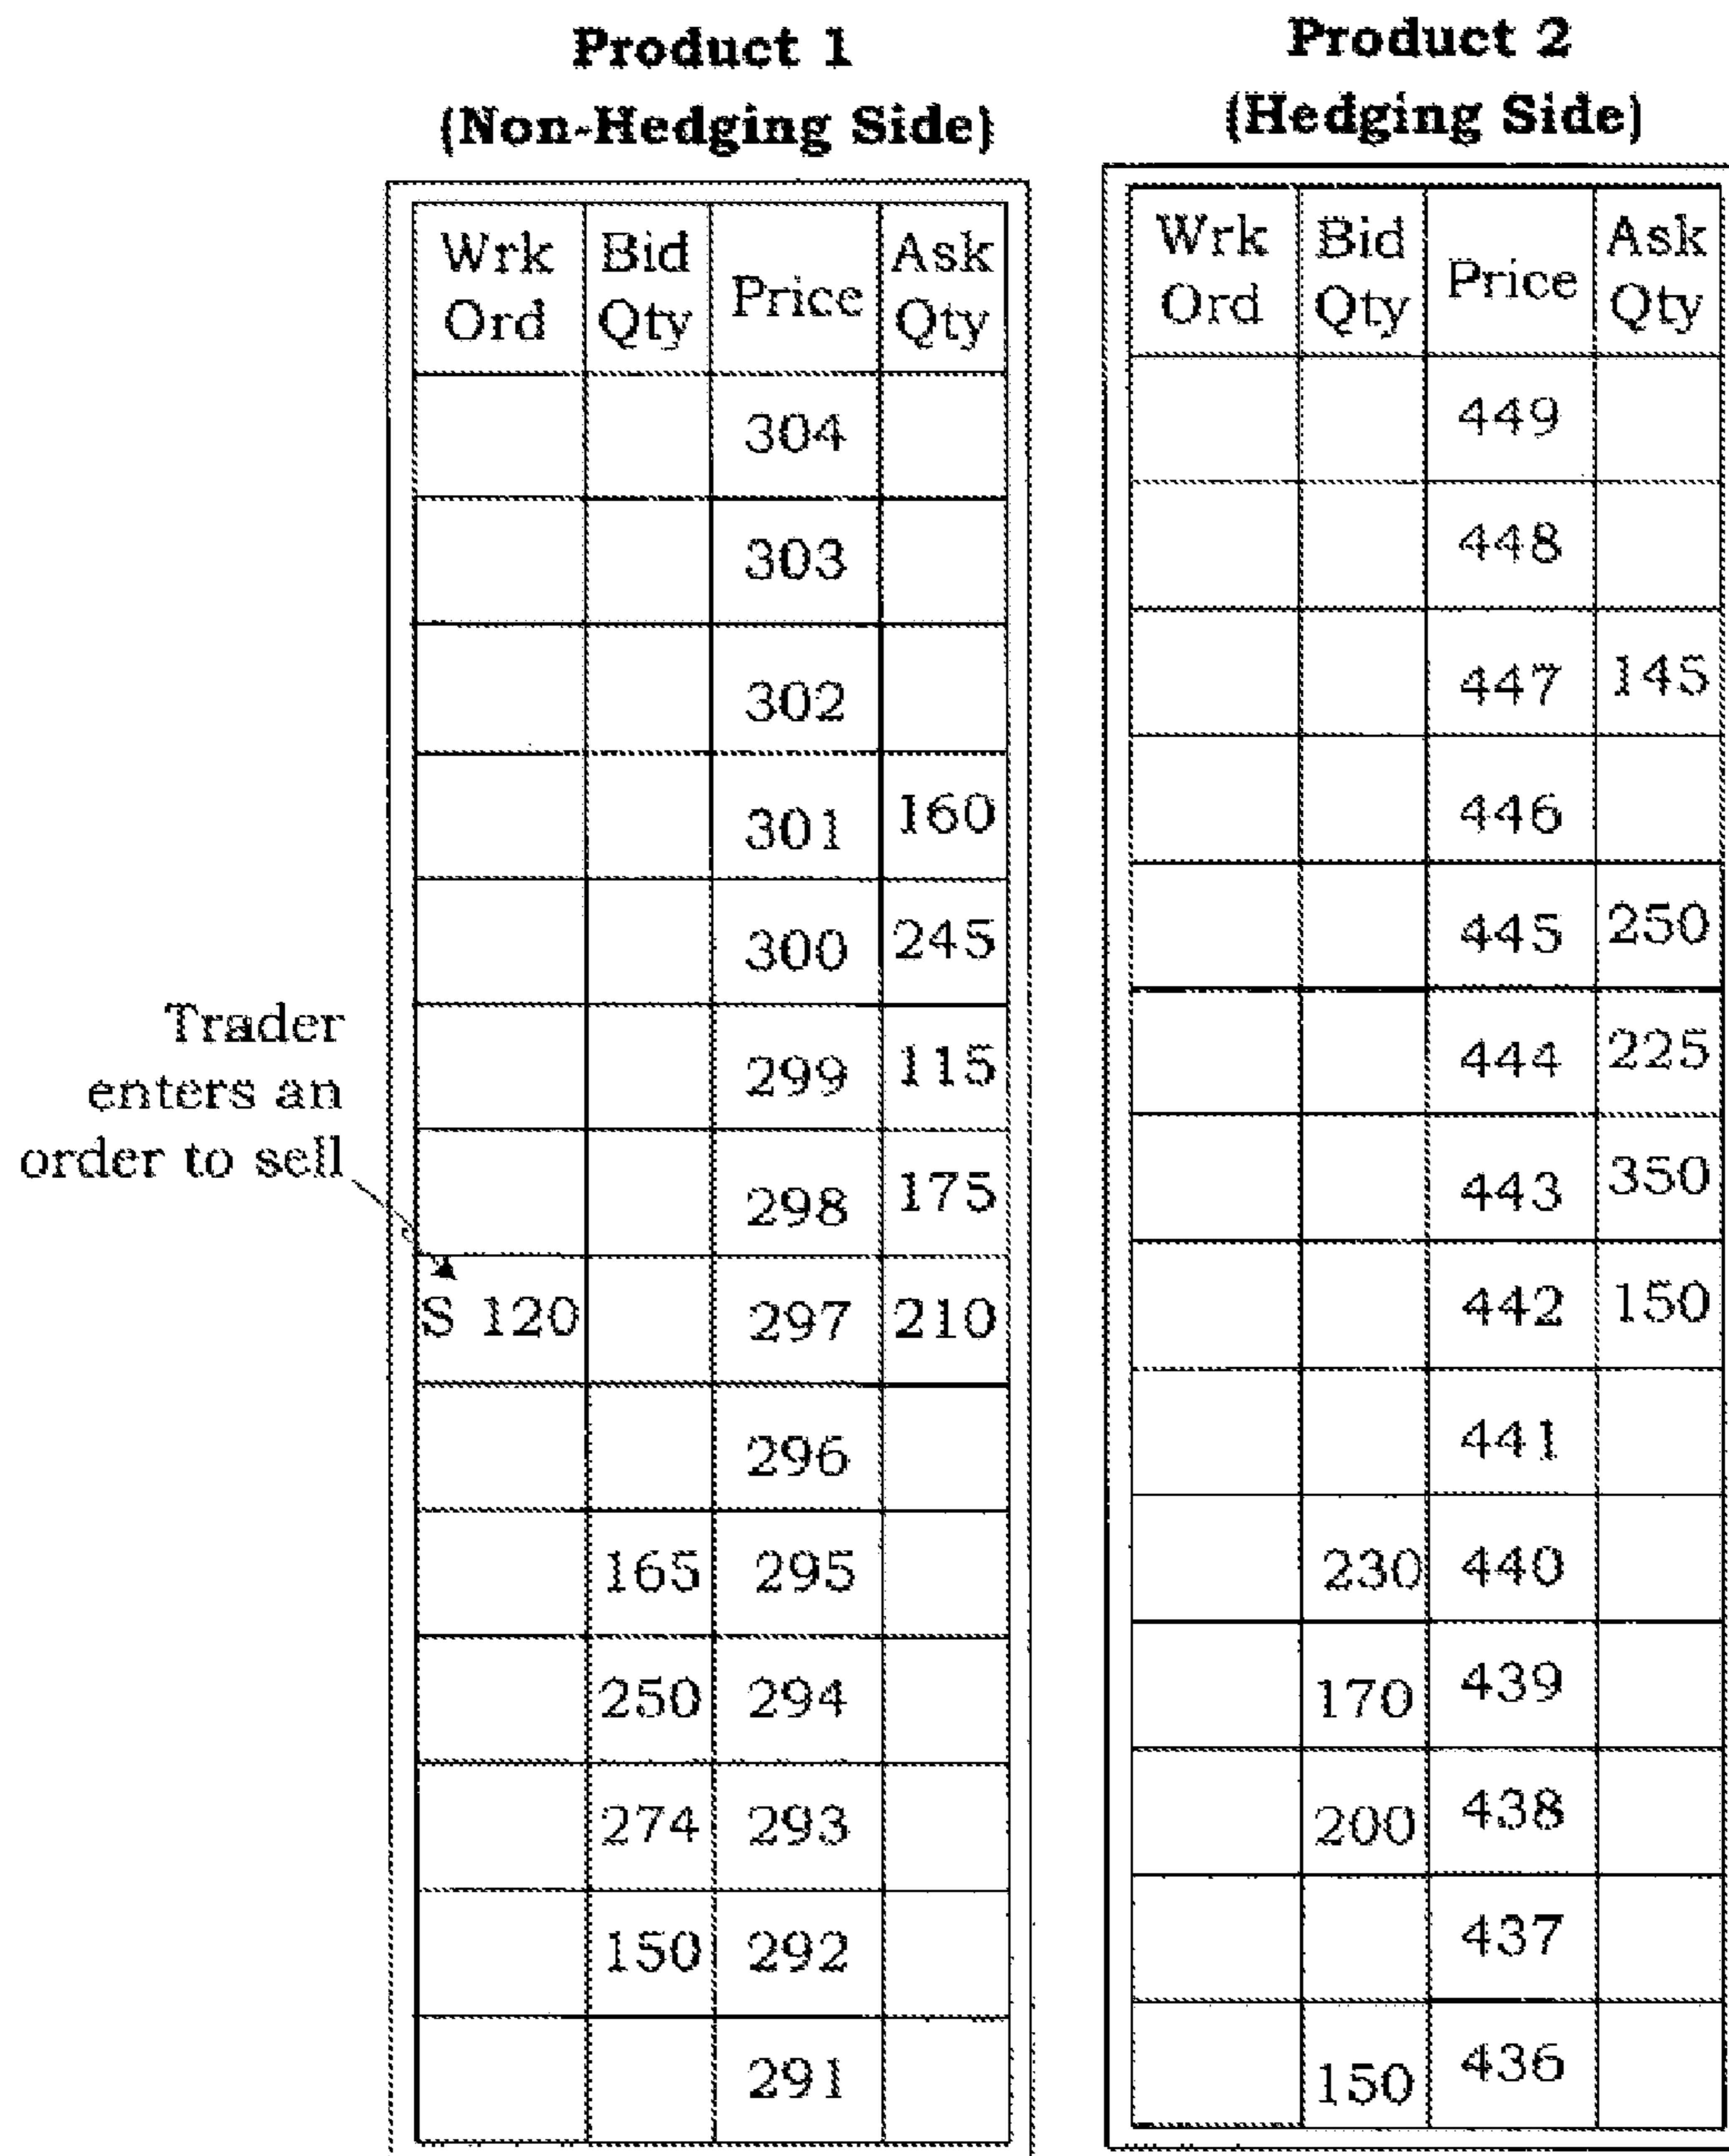 Product 1
(Non-Hedging Side)
Wrk Ord Bid Qty Price Ask Qty
304
303
302
301 160
300 245
299 115
298 175
S 120 297 210
296
165 295
250 294
274 293
150 292
291
Trader
enters an
order to sell
Product 2
(Hedging Side)
Wrk Ord Bid Qty Price Ask Qty
449
448
447 145
446
445 250
444 225
443 350
442 150
441
230 440
170 439
200 438
437
150 436